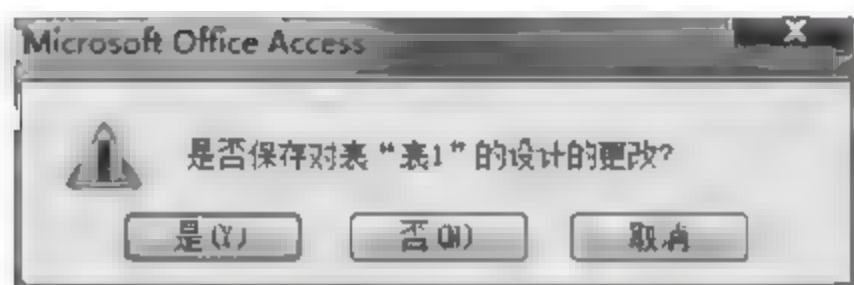 Microsoft Office Access
是否保存对表“表1”的设计的更改?
是(Y) 否(N) 取消